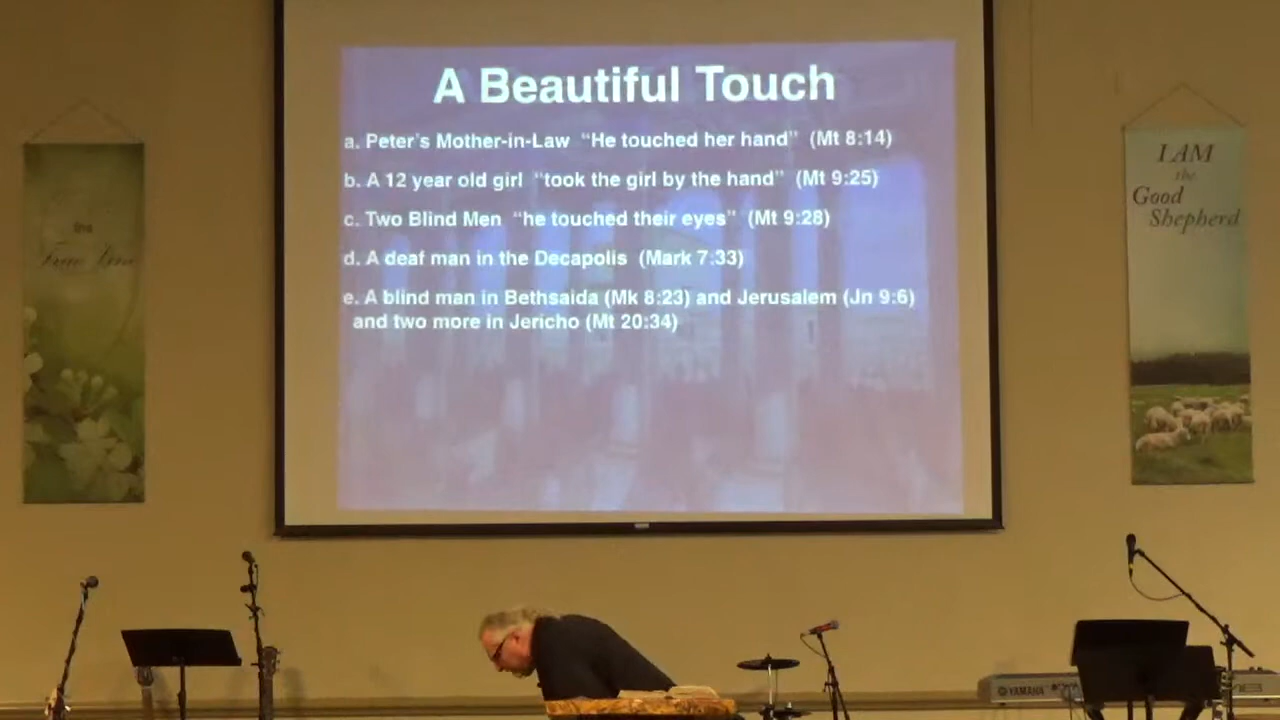 A Beautiful Touch
a. Peter's Mother-in-Law "He touched her hand" (Mt 8:14)
b. A 12 year old girl "took the girl by the hand" (Mt 9:25)
c. Two Blind Men "he touched their eyes" (Mt 9:28)
d. A deaf man in the Decapolis (Mark 7:33)
e. A blind man in Bethsaida (Mk 8:23) and Jerusalem (Jn 9:6)
and two more in Jericho (Mt 20:34)
the
I AM
the
Good
Shepherd
YAMAHA